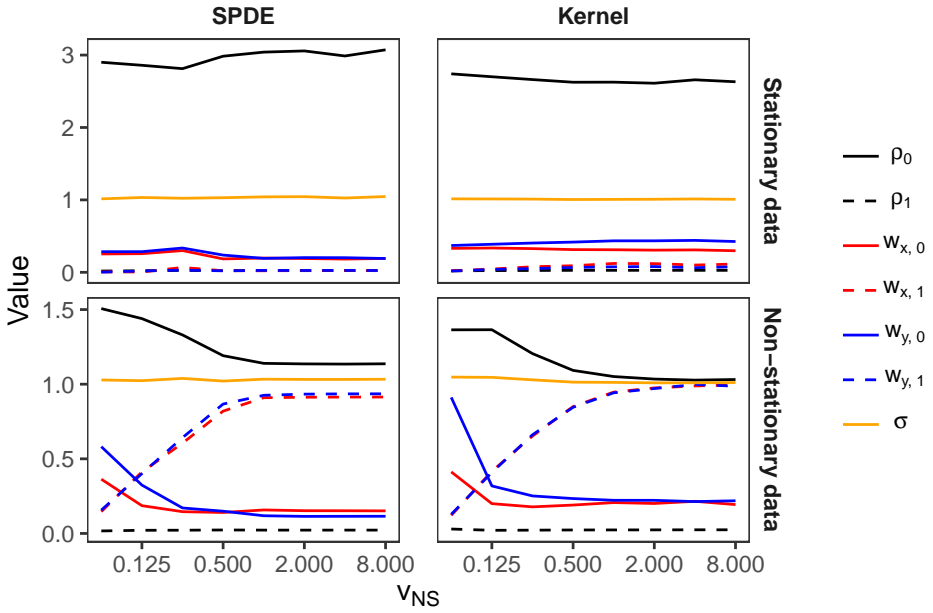 SPDE
Kernel
Value
3
2
1
0
Stationary data
1.5
1.0
0.5
0.0
Non−stationary data
0.125 0.500 2.000 8.000
0.125 0.500 2.000 8.000
vNS
ρ0
ρ1
wx, 0
wx, 1
wy, 0
wy, 1
σ